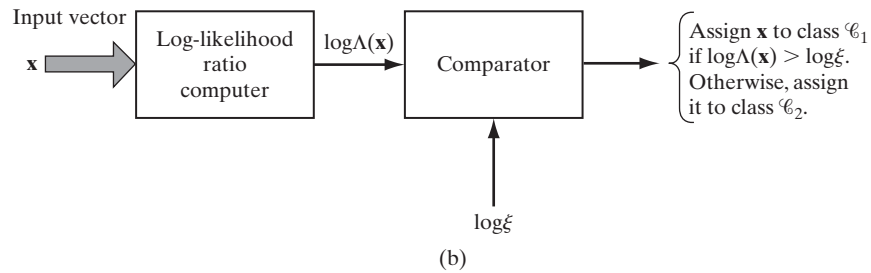 Input vector
x
Log-likelihood
ratio
computer
logΛ(x)
Comparator
logξ
Assign x to class 𝒞₁
if logΛ(x) > logξ.
Otherwise, assign
it to class 𝒞₂.
(b)